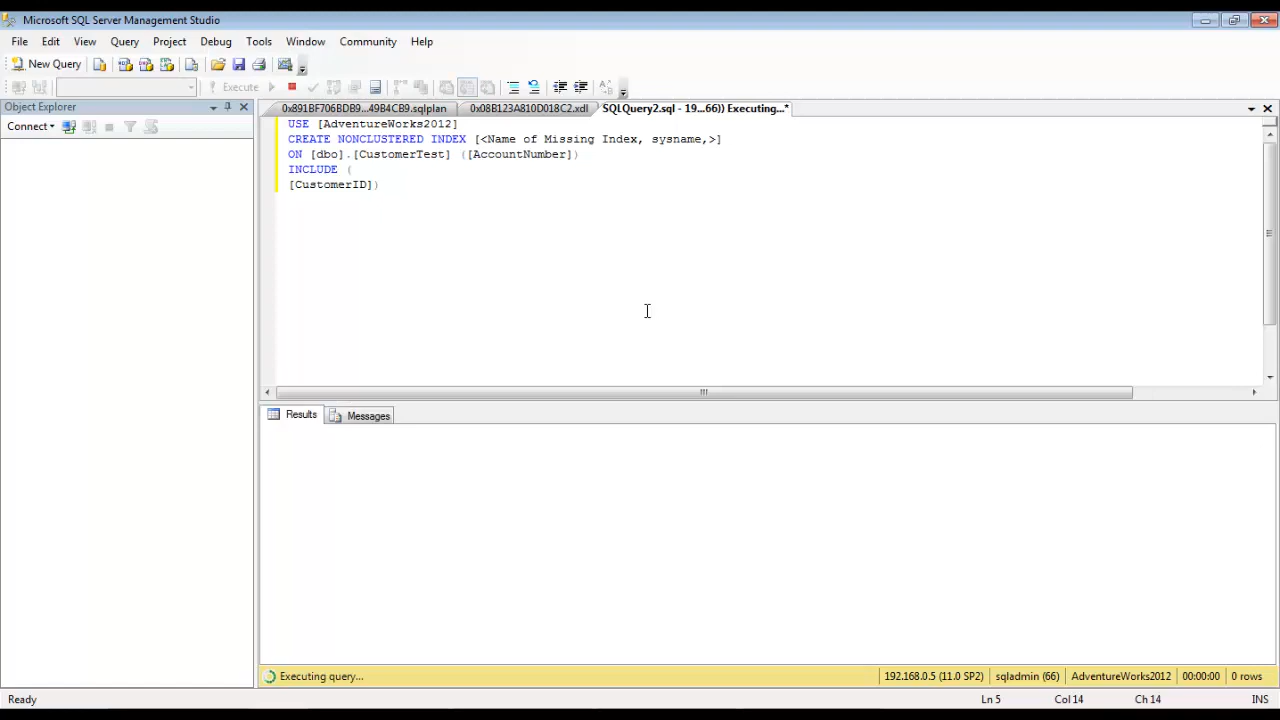 Microsoft SQL Server Management Studio
File Edit View Query Project Debug Tools Window Community Help
New Query
Execute
Object Explorer
0x891BF706BDB9...49B4CB9.sqlplan 0x08B123A810D018C2.xdl SQLQuery2.sql - 19...66)) Executing...*
Connect
USE [AdventureWorks2012]
CREATE NONCLUSTERED INDEX [<Name of Missing Index, sysname,>]
ON [dbo].[CustomerTest] ([AccountNumber])
INCLUDE (
[CustomerID])
Results Messages
Executing query... 192.168.0.5 (11.0 SP2) sqladmin (66) AdventureWorks2012 00:00:00 0 rows
Ready Ln 5 Col 14 Ch 14 INS